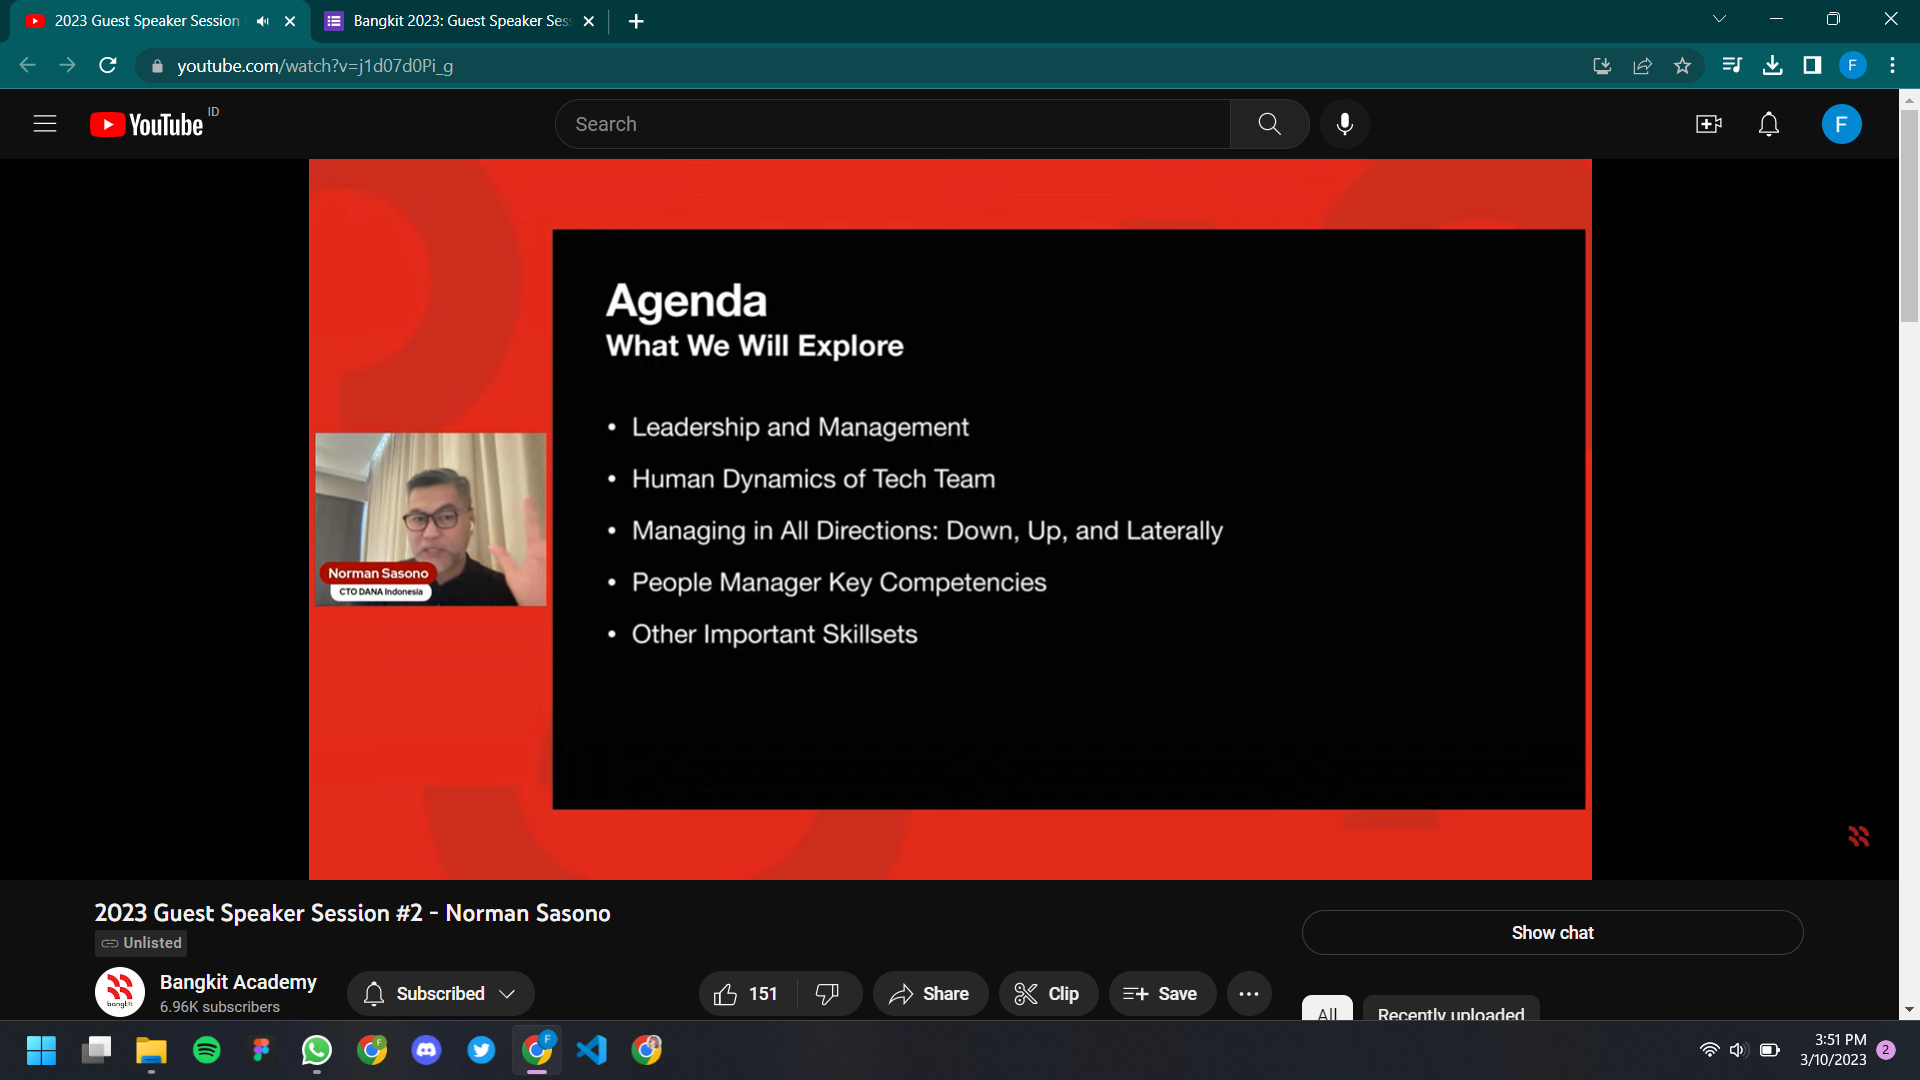 2023 Guest Speaker Session
Bangkit 2023: Guest Speaker Ses
youtube.com/watch?v=j1d07d0Pi_g
F
YouTube ID
Search
F
Agenda
What We Will Explore
• Leadership and Management
• Human Dynamics of Tech Team
• Managing in All Directions: Down, Up, and Laterally
• People Manager Key Competencies
• Other Important Skillsets
Norman Sasono
CTO DANA Indonesia
2023 Guest Speaker Session #2 - Norman Sasono
Unlisted
Show chat
bangkit
Bangkit Academy
6.96K subscribers
Subscribed
151
Share
Clip
Save
All
Recently uploaded
F
F
3:51 PM
3/10/2023
2